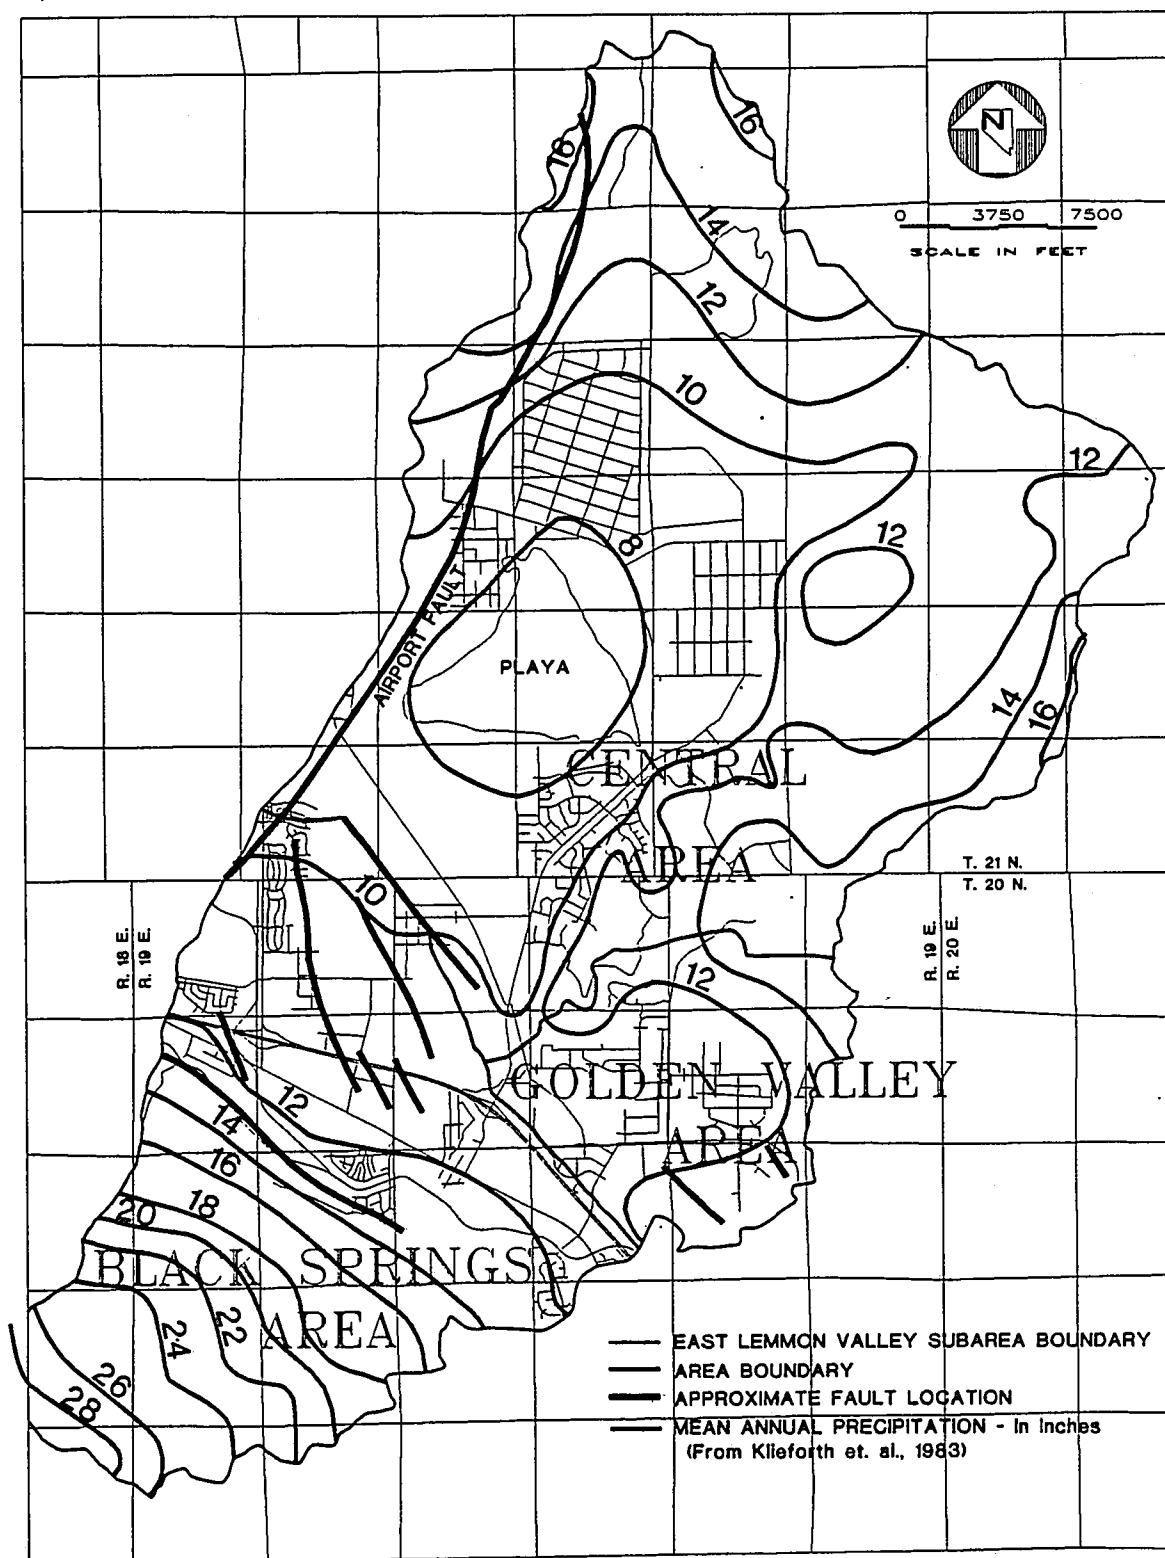 16
16
N
0 3750 7500
SCALE IN FEET
14
12
10
12
8
12
AIRPORT FAULT
PLAYA
14
16
CENTRAL
AREA
T. 21 N.
T. 20 N.
10
R. 18 E.
R. 19 E.
R. 19 E.
R. 20 E.
12
GOLDEN VALLEY
AREA
12
14
16
18
20
BLACK SPRINGS
AREA
22
24
26
28
EAST LEMMON VALLEY SUBAREA BOUNDARY
AREA BOUNDARY
APPROXIMATE FAULT LOCATION
MEAN ANNUAL PRECIPITATION - In Inches
(From Klieforth et. al., 1983)